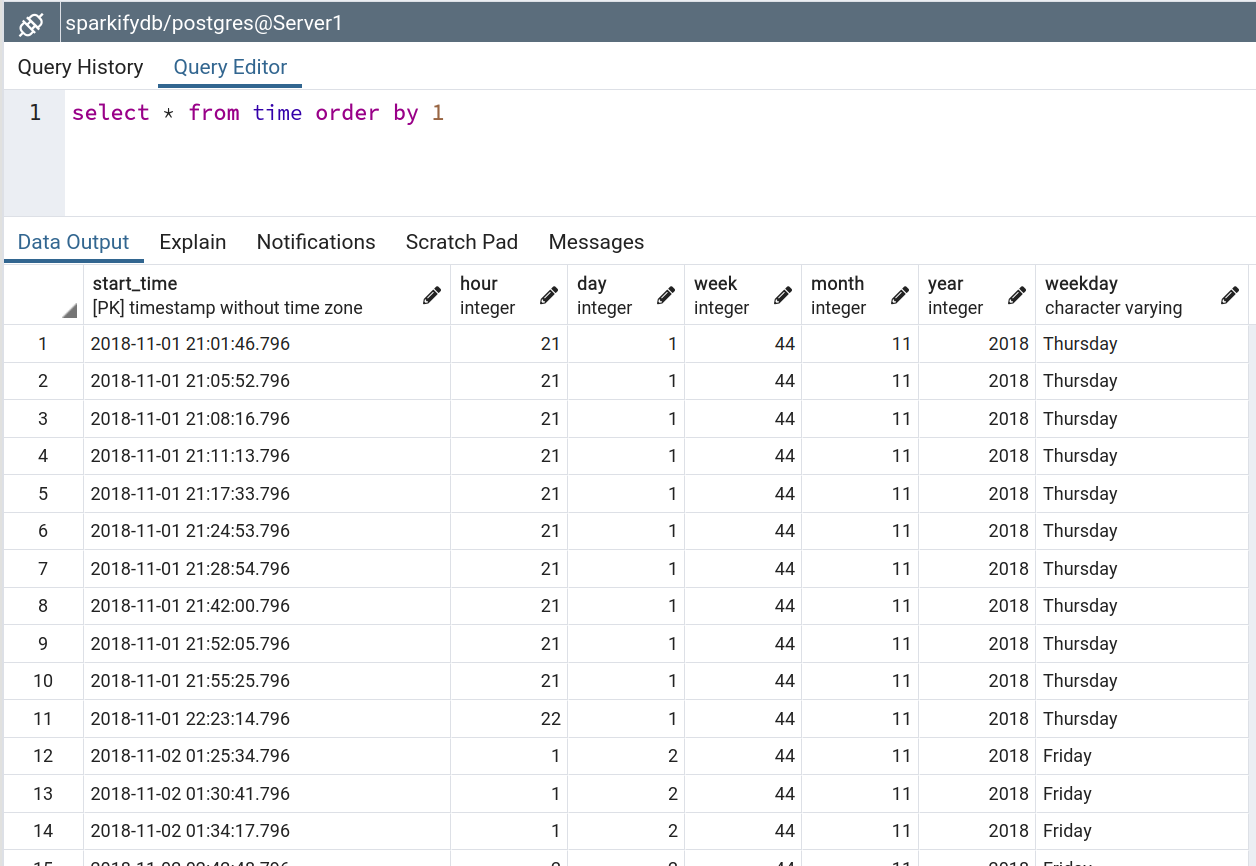 sparkifydb/postgres@Server1
Query History Query Editor
1 select * from time order by 1
Data Output Explain Notifications Scratch Pad Messages
start_time hour day week month year weekday
[PK] timestamp without time zone integer integer integer integer integer character varying
1 2018-11-01 21:01:46.796 21 1 44 11 2018 Thursday
2 2018-11-01 21:05:52.796 21 1 44 11 2018 Thursday
3 2018-11-01 21:08:16.796 21 1 44 11 2018 Thursday
4 2018-11-01 21:11:13.796 21 1 44 11 2018 Thursday
5 2018-11-01 21:17:33.796 21 1 44 11 2018 Thursday
6 2018-11-01 21:24:53.796 21 1 44 11 2018 Thursday
7 2018-11-01 21:28:54.796 21 1 44 11 2018 Thursday
8 2018-11-01 21:42:00.796 21 1 44 11 2018 Thursday
9 2018-11-01 21:52:05.796 21 1 44 11 2018 Thursday
10 2018-11-01 21:55:25.796 21 1 44 11 2018 Thursday
11 2018-11-01 22:23:14.796 22 1 44 11 2018 Thursday
12 2018-11-02 01:25:34.796 1 2 44 11 2018 Friday
13 2018-11-02 01:30:41.796 1 2 44 11 2018 Friday
14 2018-11-02 01:34:17.796 1 2 44 11 2018 Friday